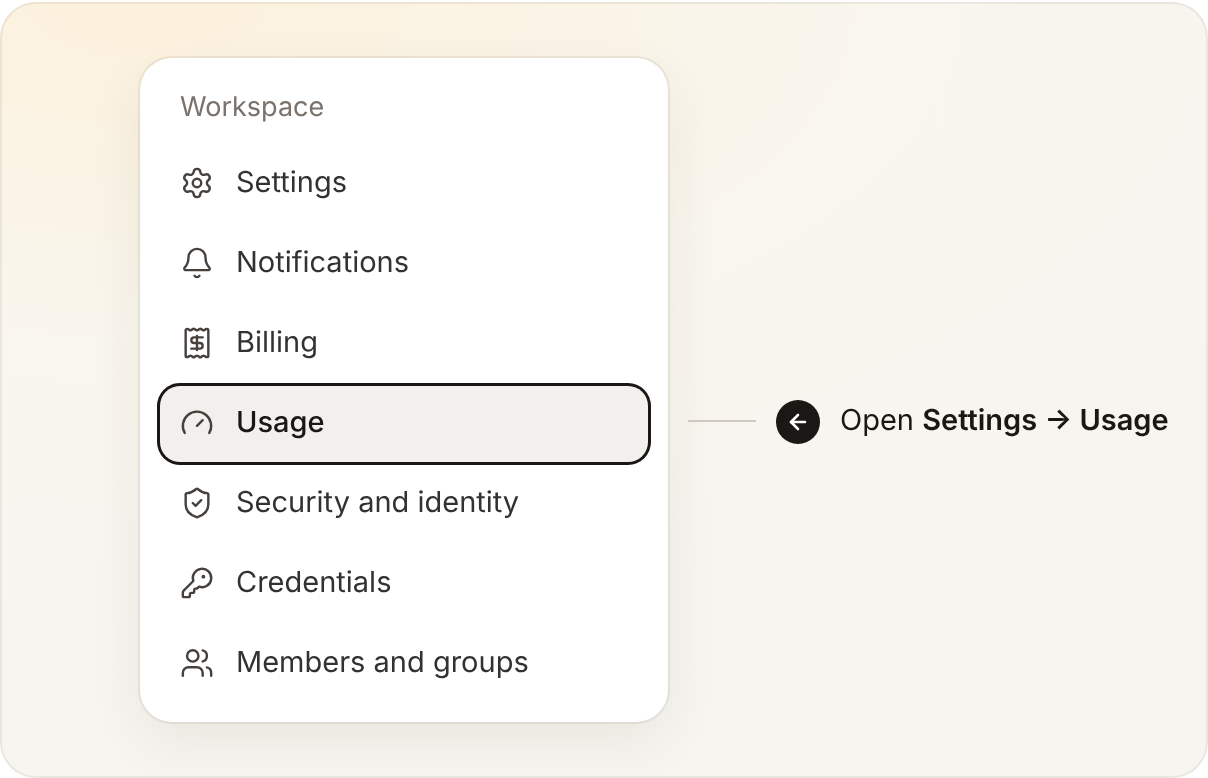 Workspace
Settings
Notifications
Billing
Usage
Open Settings → Usage
Security and identity
Credentials
Members and groups